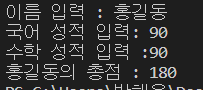 이름 입력 : 홍길동
국어 성적 입력: 90
수학 성적 입력 :90
홍길동의 총점 : 180